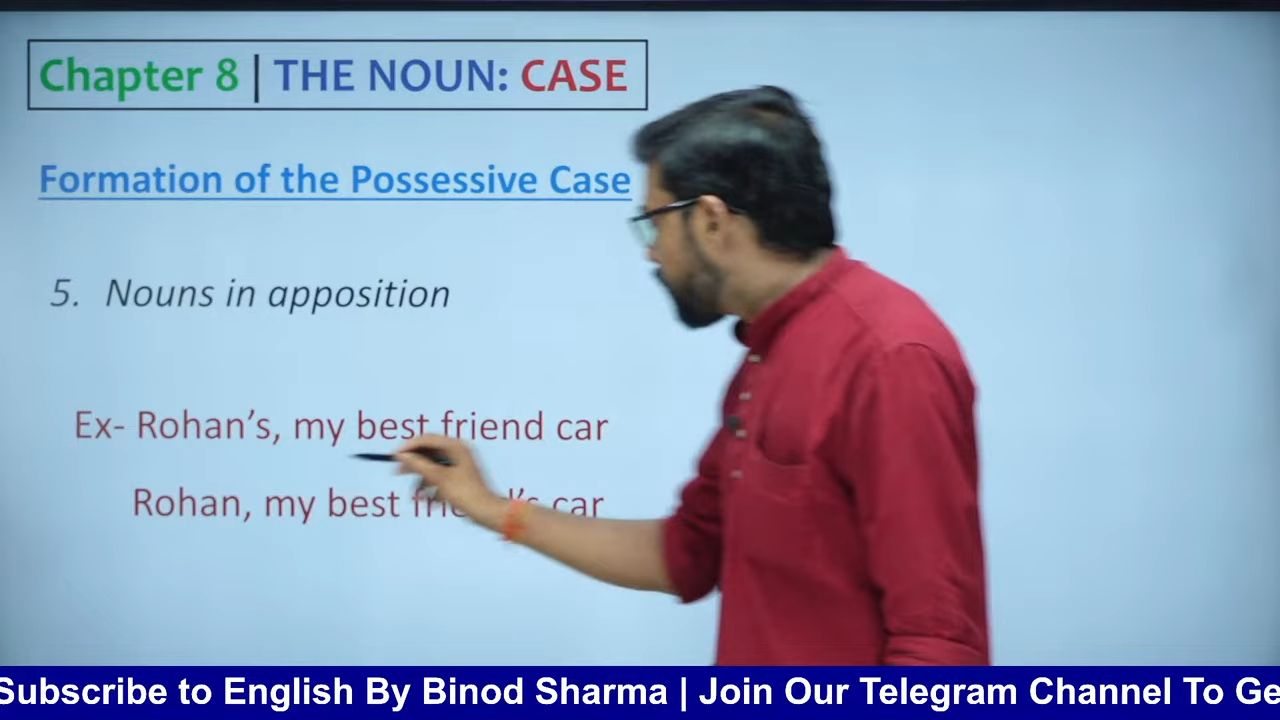 Chapter 8 | THE NOUN: CASE
Formation of the Possessive Case
5. Nouns in apposition
Ex- Rohan’s, my best friend car
Rohan, my best car
Subscribe to English By Binod Sharma | Join Our Telegram Channel To Ge